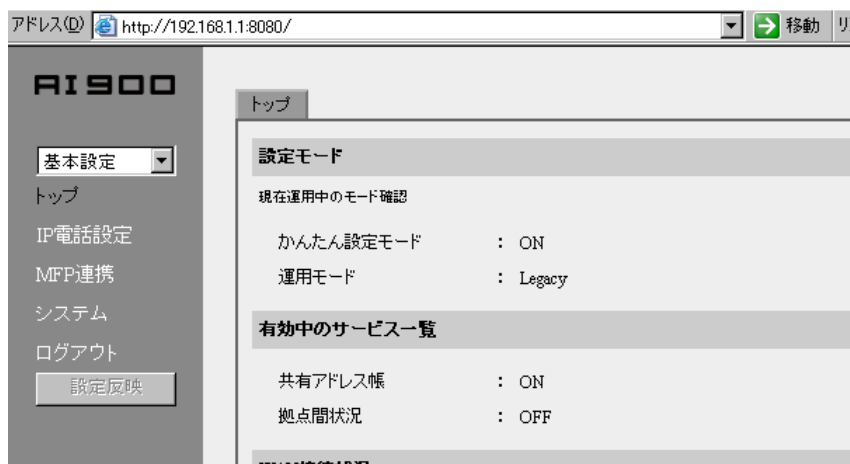 アドレス(D) http://192.168.1.1:8080/ 移動
AI900
トップ
基本設定
設定モード
トップ
現在運用中のモード確認
IP電話設定
かんたん設定モード : ON
MFP連携
運用モード : Legacy
システム
有効中のサービス一覧
ログアウト
設定反映
共有アドレス帳 : ON
拠点間状況 : OFF